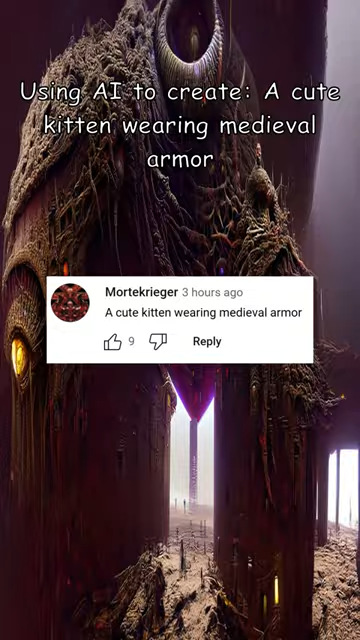 Using AI to create: A cute
kitten wearing medieval
armor
Mortekrieger 3 hours ago
A cute kitten wearing medieval armor
9
Reply